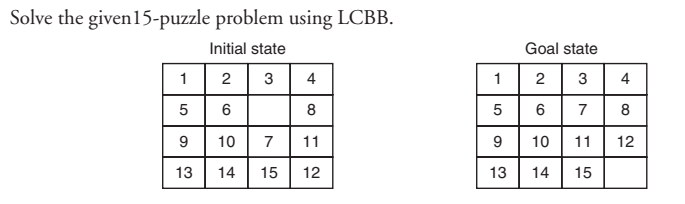 Solve the given15-puzzle problem using LCBB.
Initial state
Goal state
1 2 3 4
5 6 8
9 10 7 11
13 14 15 12
1 2 3 4
5 6 7 8
9 10 11 12
13 14 15